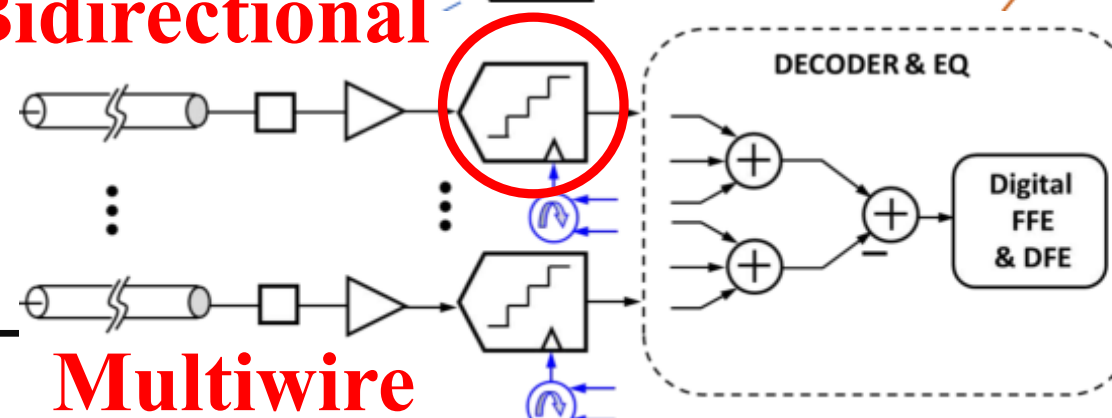 Bidirectional
DECODER & EQ
Digital
FFE
& DFE
Multiwire